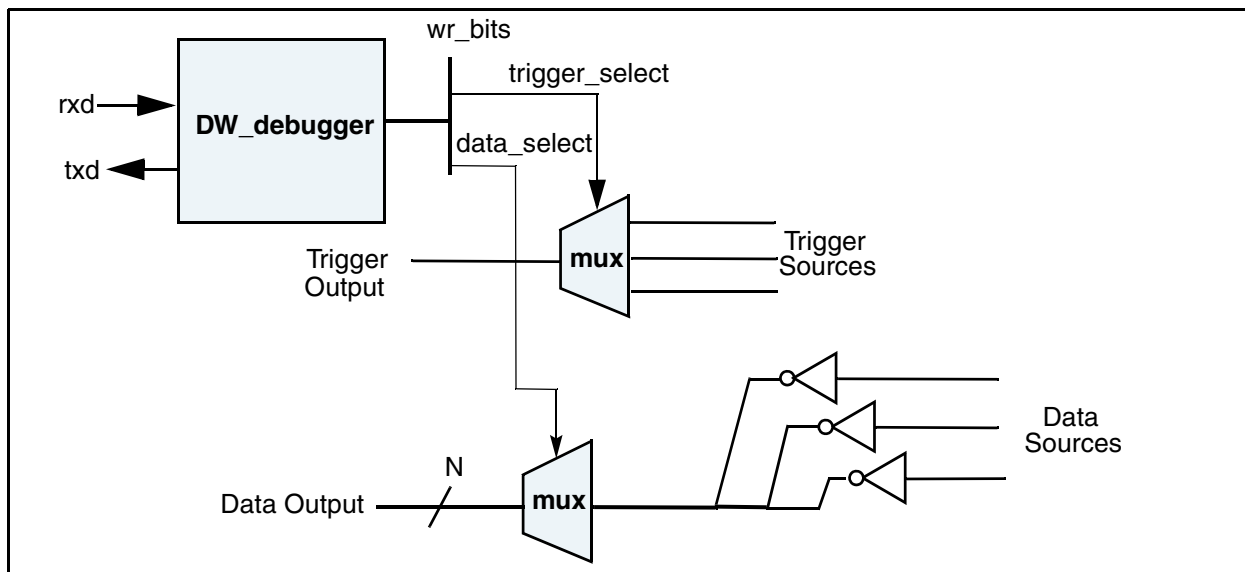 wr_bits
trigger_select
rxd
DW_debugger
data_select
txd
Trigger
Output
mux
Trigger
Sources
Data
Sources
N
Data Output
mux